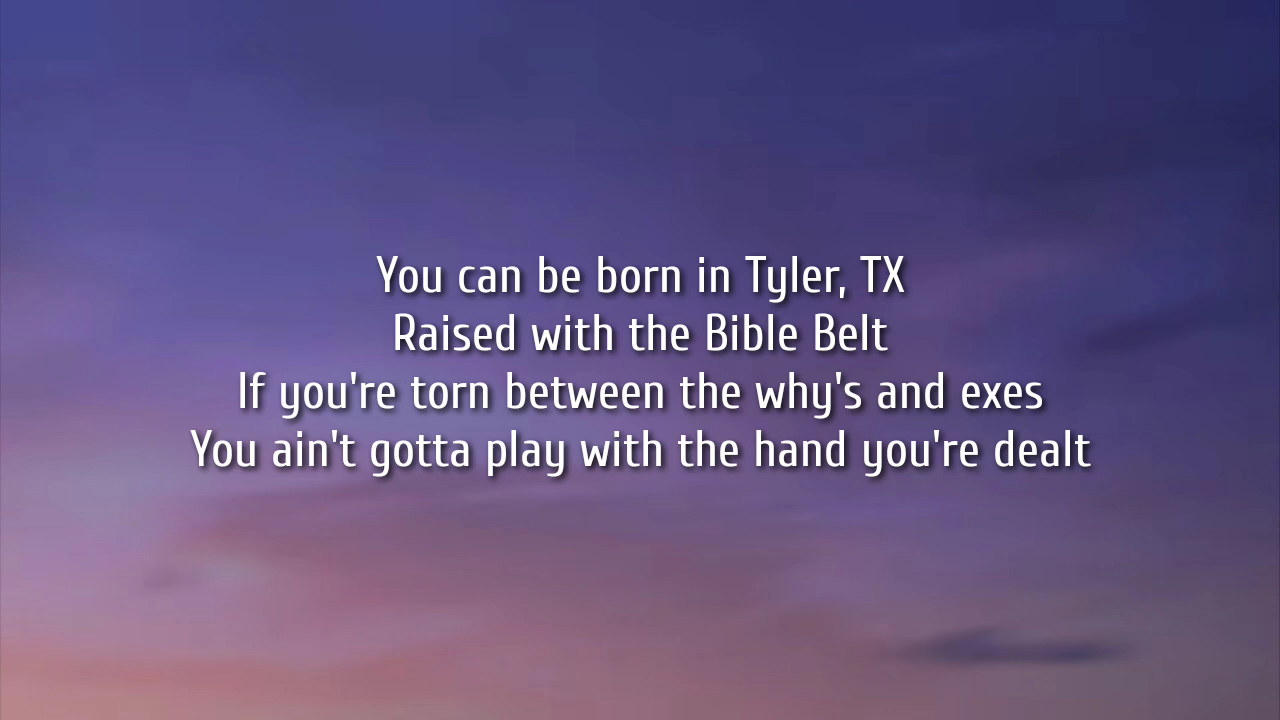 You can be born in Tyler, TX
Raised with the Bible Belt
If you're torn between the why's and exes
You ain't gotta play with the hand you're dealt